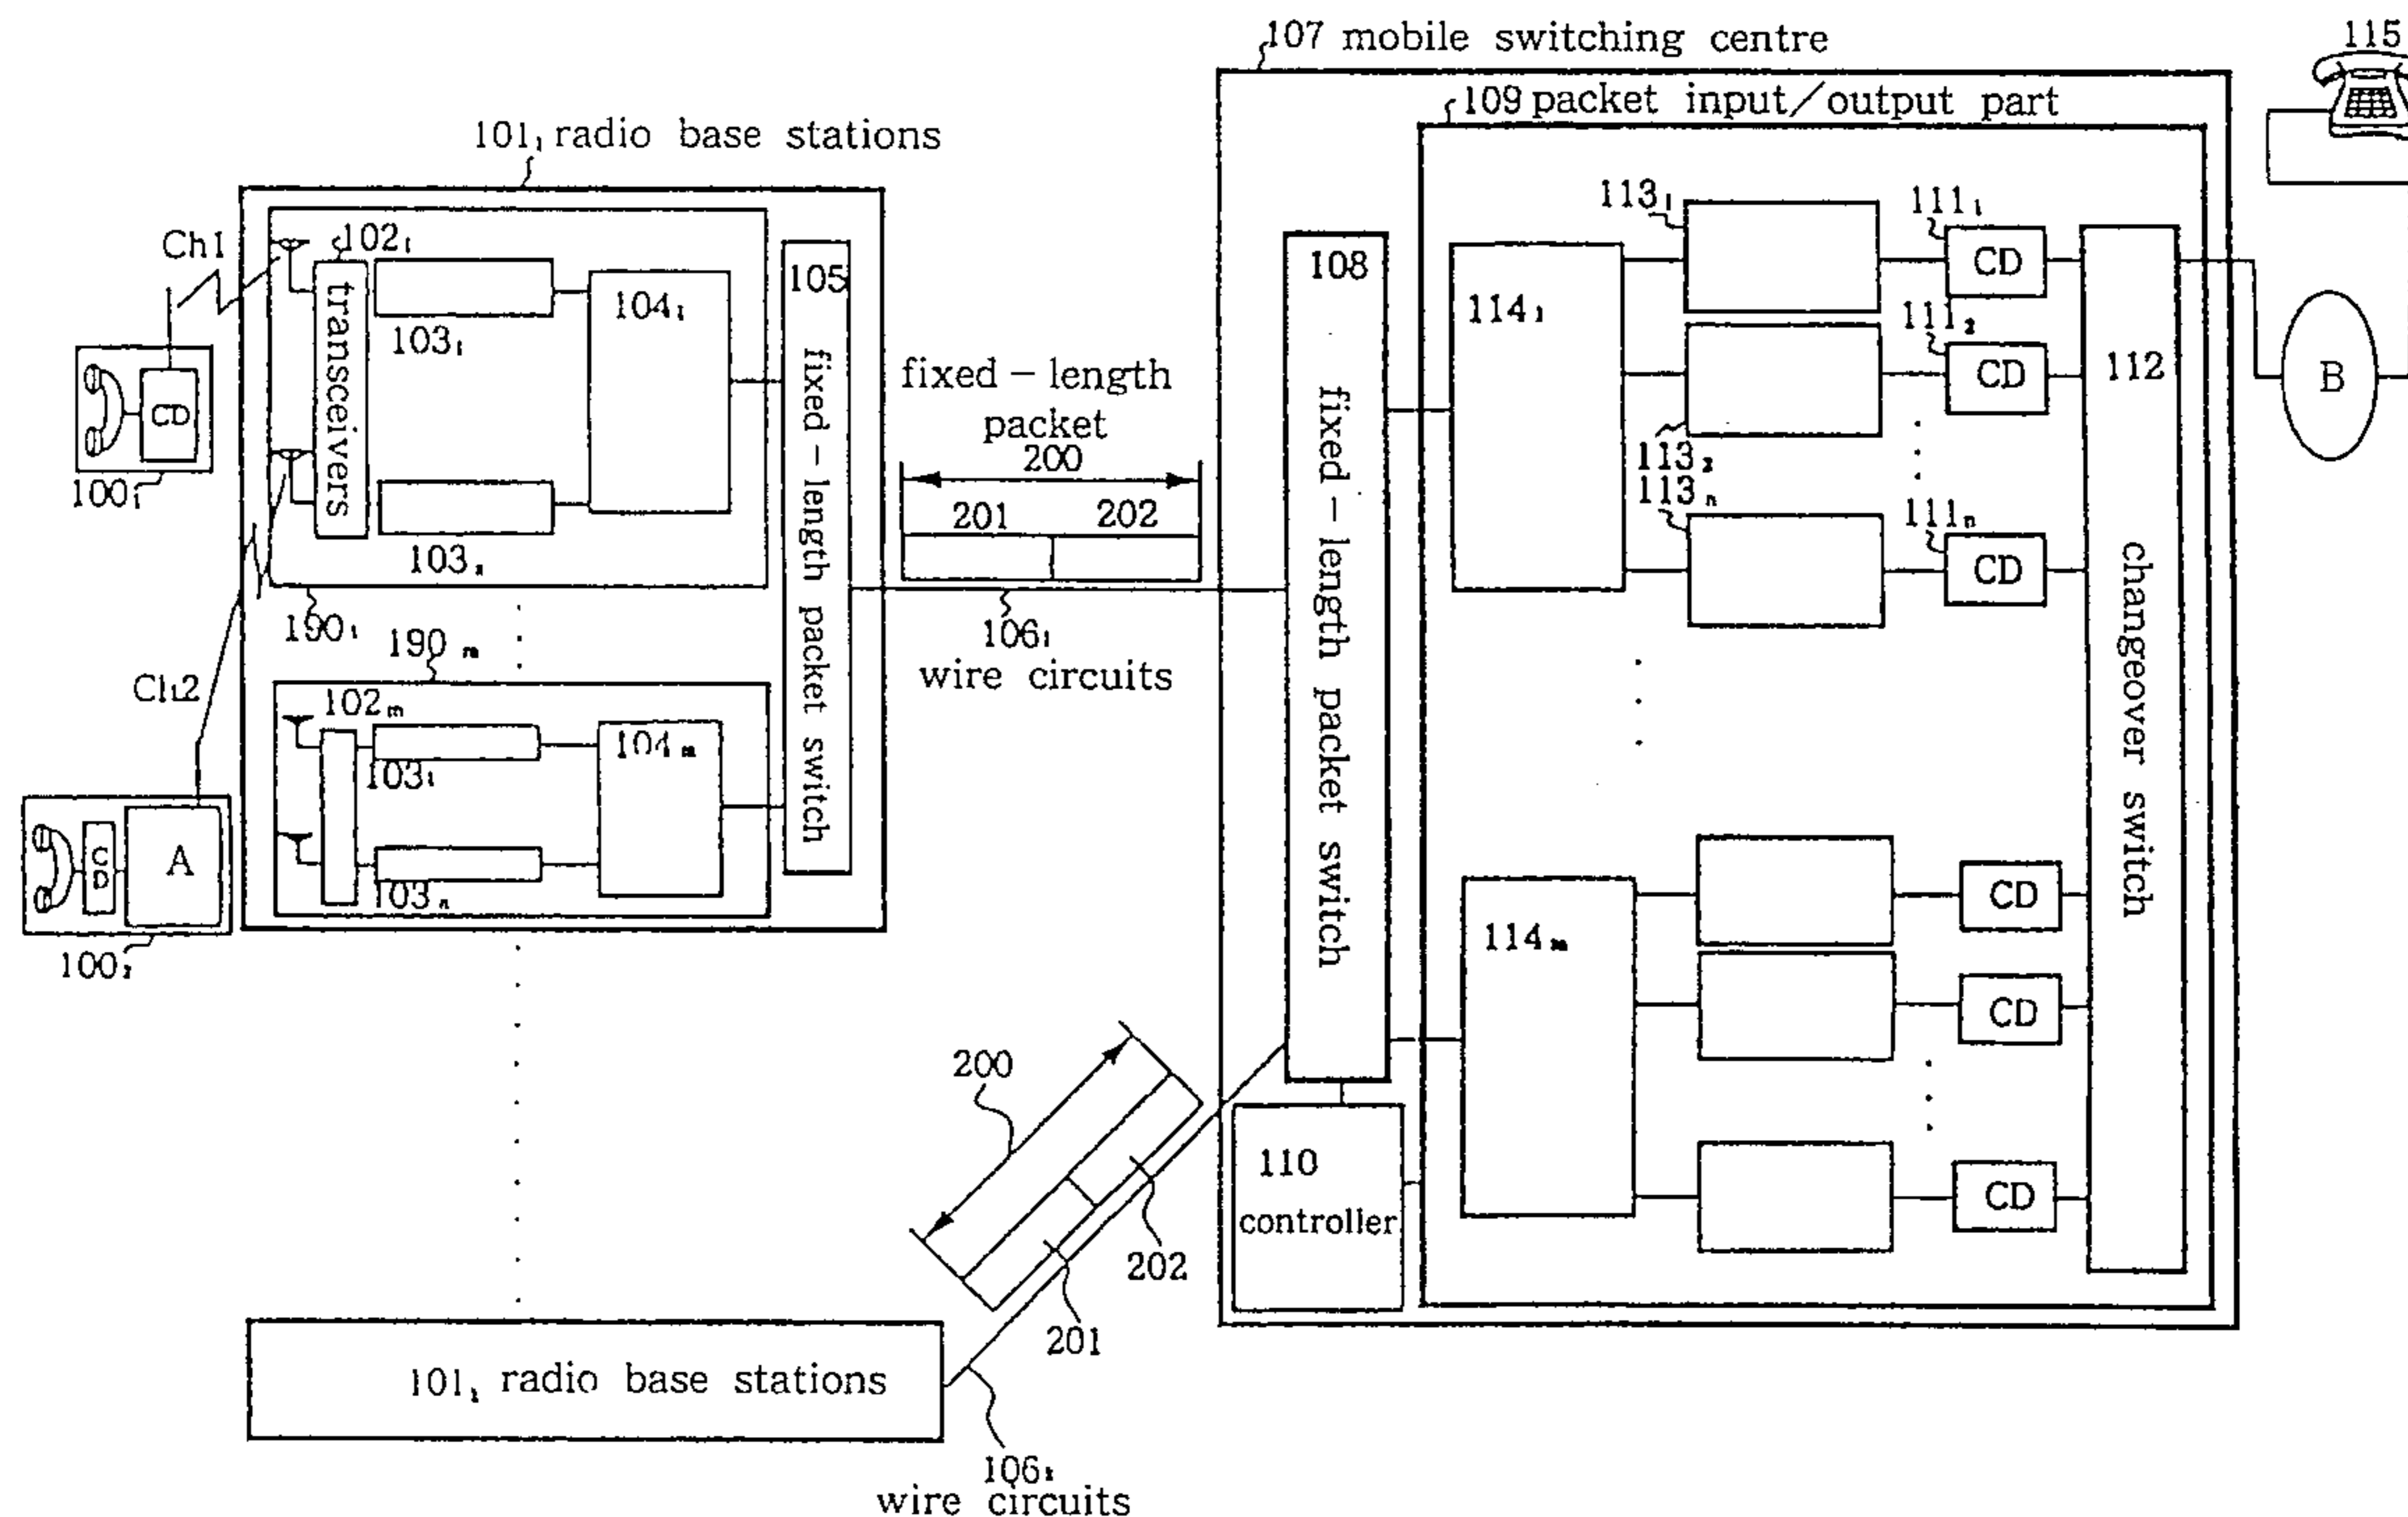 107 mobile switching centre
115
109 packet input/output part
101₁ radio base stations
Ch1
102₁
transceivers
103₁
104₁
105
fixed-length packet switch
CD
100₁
103ₙ
190₁
fixed-length
packet
200
201
202
106₁
wire circuits
108
fixed-length packet switch
114₁
113₁
111₁
CD
111₂
CD
113₂
113ₙ
111ₙ
CD
112
changeover switch
B
190ₘ
Ch2
102ₘ
103₁
104ₘ
103ₙ
CD
A
100₂
114ₘ
CD
CD
CD
110
controller
200
202
201
radio base stations
wire circuits